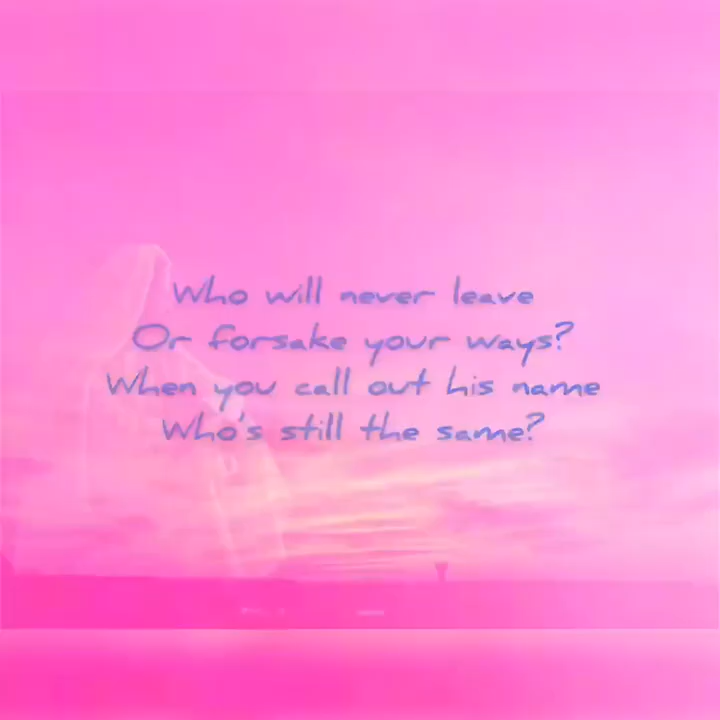 Who will never leave
Or forsake your ways?
When you call out his name
Who's still the same?